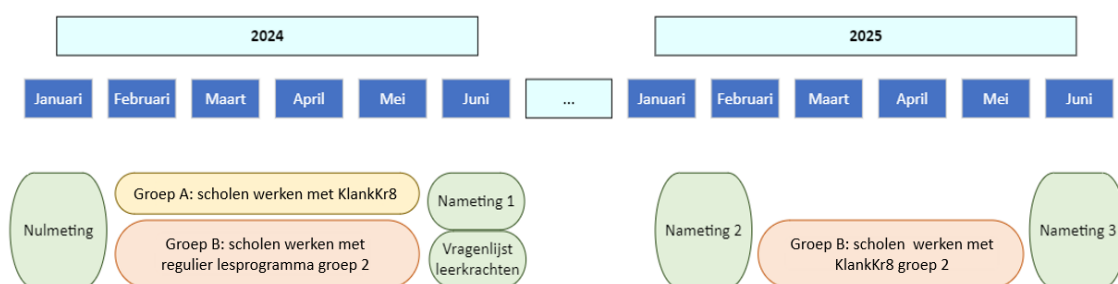 2024
2025
Januari
Februari
Maart
April
Mei
Juni
...
Januari
Februari
Maart
April
Mei
Juni
Nulmeting
Groep A: scholen werken met KlankKr8
Groep B: scholen werken met
regulier lesprogramma groep 2
Nameting 1
Vragenlijst
leerkrachten
Nameting 2
Groep B: scholen werken met
KlankKr8 groep 2
Nameting 3